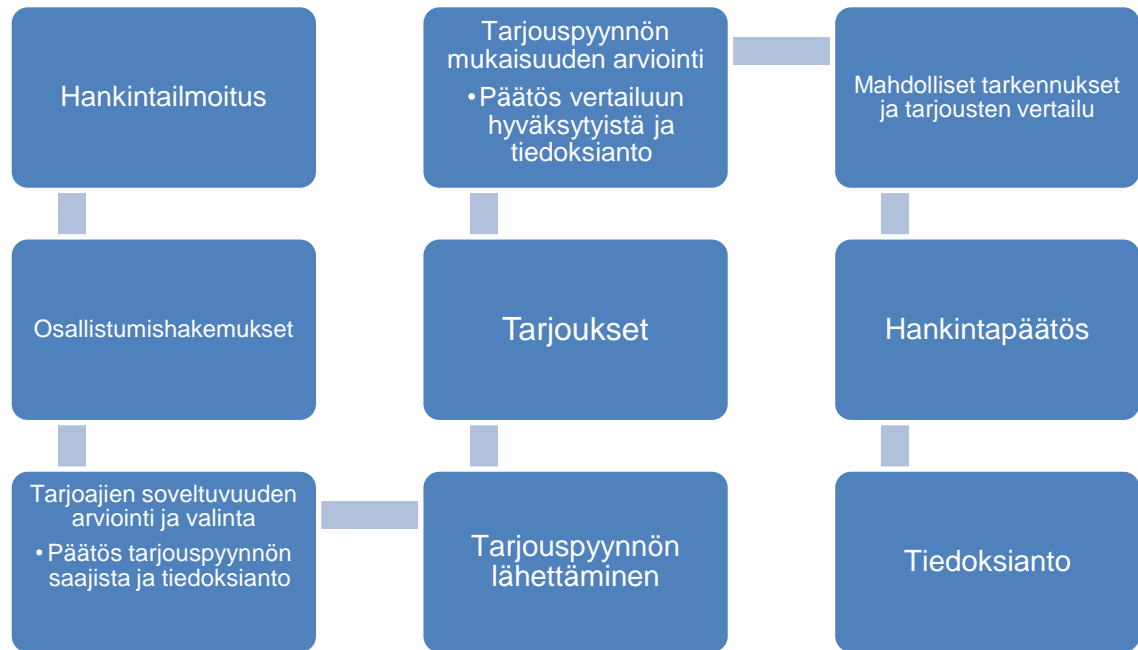 Hankintailmoitus
Osallistumishakemukset
Tarjoajien soveltuvuuden
arviointi ja valinta
• Päätös tarjouspyynnön
saajista ja tiedoksianto
Tarjouspyynnön
lähettäminen
Tarjoukset
Tarjouspyynnön
mukaisuuden arviointi
• Päätös vertailuun
hyväksytyistä ja
tiedoksianto
Mahdolliset tarkennukset
ja tarjousten vertailu
Hankintapäätös
Tiedoksianto